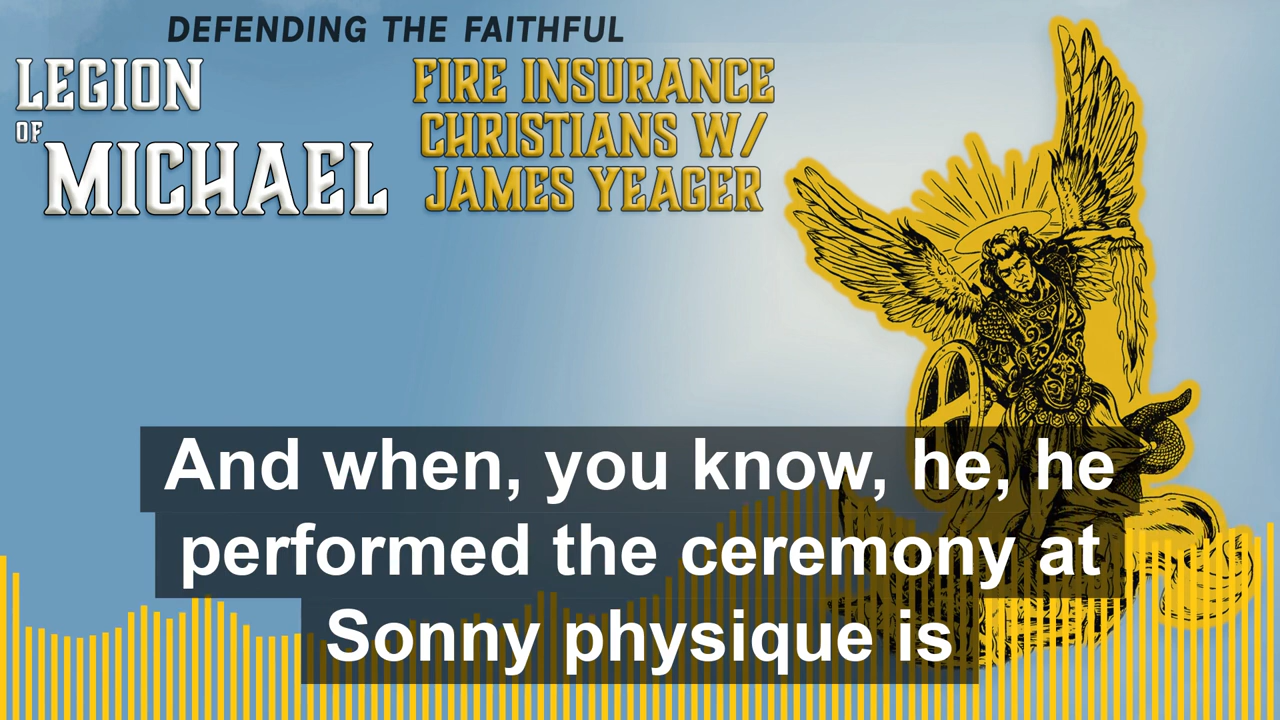 DEFENDING THE FAITHFUL
LEGION
OF
MICHAEL
FIRE INSURANCE
CHRISTIANS W/
JAMES YEAGER
And when, you know, he, he
performed the ceremony at
Sonny physique is